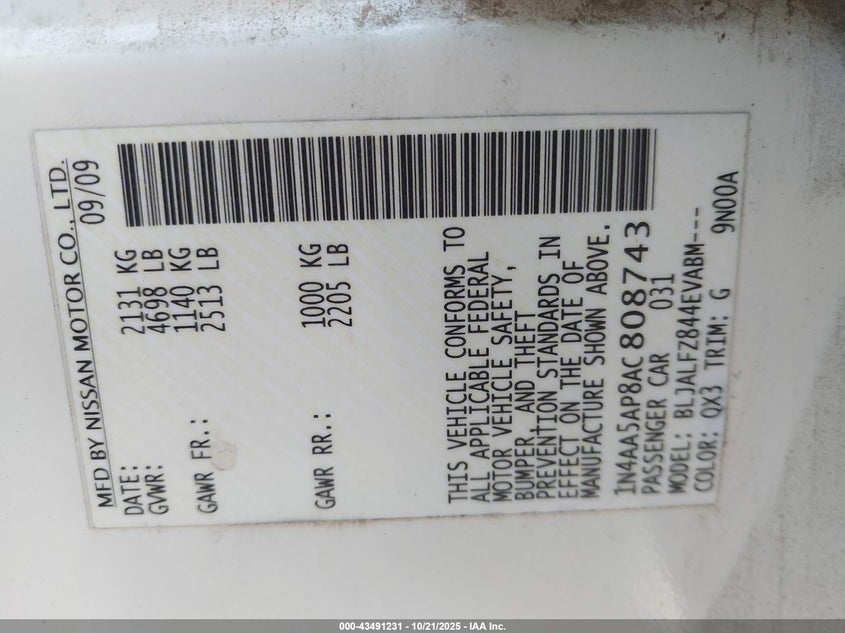 MFD BY NISSAN MOTOR CO., LTD.
DATE: 09/09
GVWR: 2131 KG
4698 LB
GAWR FR.: 1140 KG
2513 LB
GAWR RR.: 1000 KG
2205 LB
THIS VEHICLE CONFORMS TO
ALL APPLICABLE FEDERAL
MOTOR VEHICLE SAFETY,
BUMPER, AND THEFT
PREVENTION STANDARDS IN
EFFECT ON THE DATE OF
MANUFACTURE SHOWN ABOVE.
1N4AA5AP8AC808743
PASSENGER CAR 031
MODEL: BLJALFZ844EVABM---
COLOR: QX3 TRIM: G 9N00A
000-43491231 - 10/21/2025 - IAA Inc.